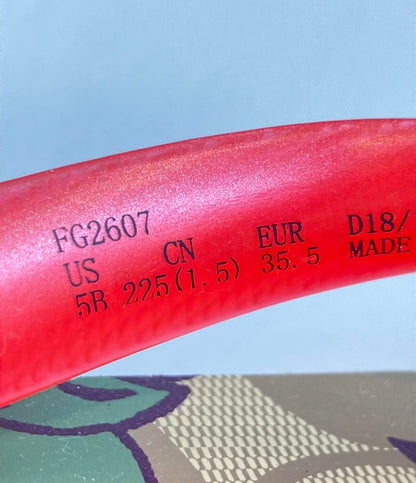 FG2607
US CN EUR D18/
5B 225(1.5) 35.5 MADE